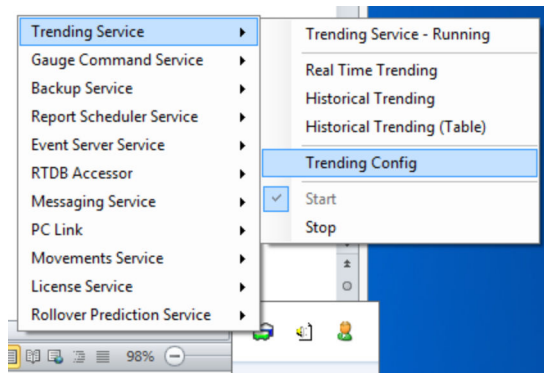 Trending Service
Gauge Command Service
Backup Service
Report Scheduler Service
Event Server Service
RTDB Accessor
Messaging Service
PC Link
Movements Service
License Service
Rollover Prediction Service
Trending Service - Running
Real Time Trending
Historical Trending
Historical Trending (Table)
Trending Config
Start
Stop
98%